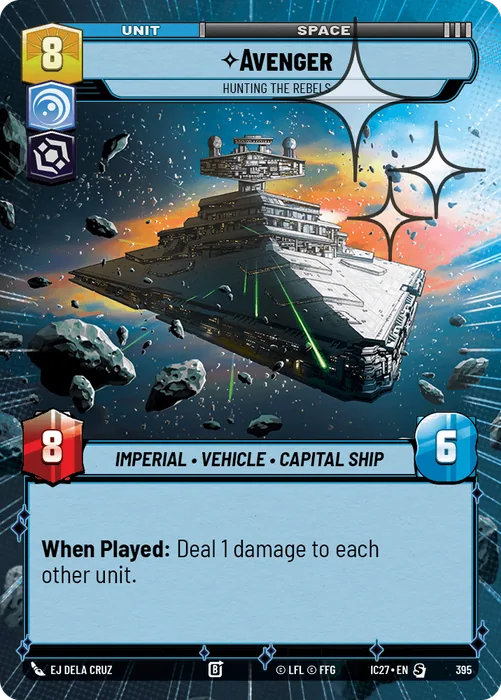 UNIT
SPACE
8
AVENGER
HUNTING THE REBELS
8
IMPERIAL • VEHICLE • CAPITAL SHIP
6
When Played: Deal 1 damage to each
other unit.
EJ DELA CRUZ
B
© LFL © FFG
IC27 • EN
S
395